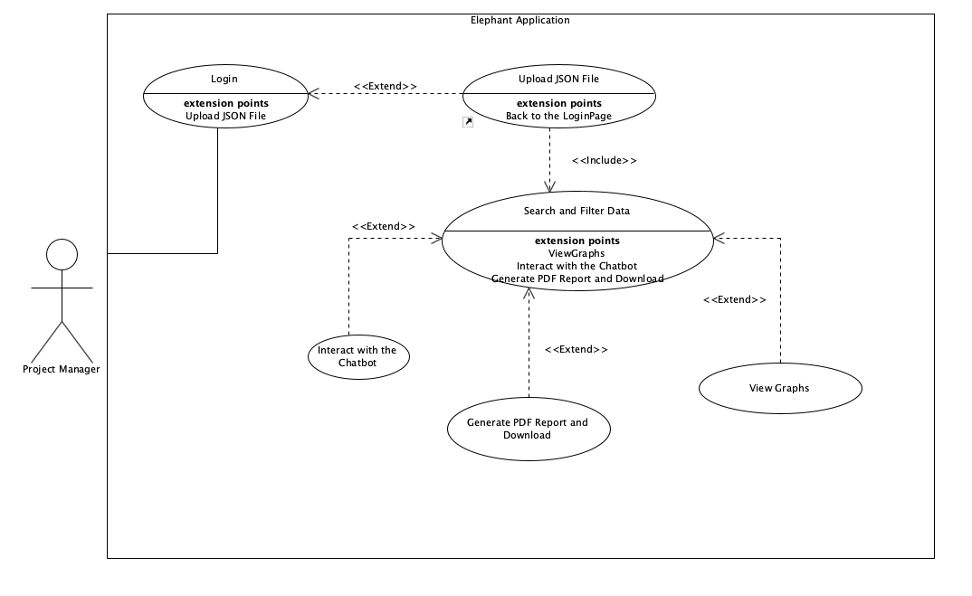 Elephant Application
Login
extension points
Upload JSON File
<<Extend>>
Upload JSON File
extension points
Back to the LoginPage
<<Include>>
Search and Filter Data
extension points
ViewGraphs
Interact with the Chatbot
Generate PDF Report and Download
<<Extend>>
<<Extend>>
<<Extend>>
Interact with the
Chatbot
Project Manager
View Graphs
Generate PDF Report and
Download